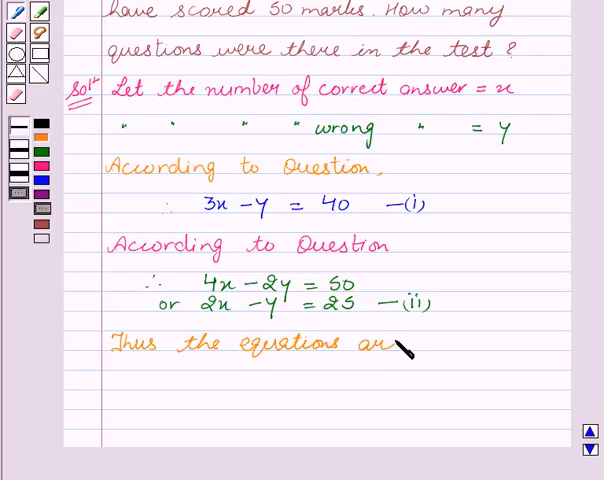 have scored 50 marks. How many
questions were there in the test ?
Solⁿ Let the number of correct answer = x
" " " " wrong " = y
According to Question,
∴ 3x - y = 40 -(i)
According to Question
∴ 4x - 2y = 50
or 2x - y = 25 -(ii)
Thus the equations ar